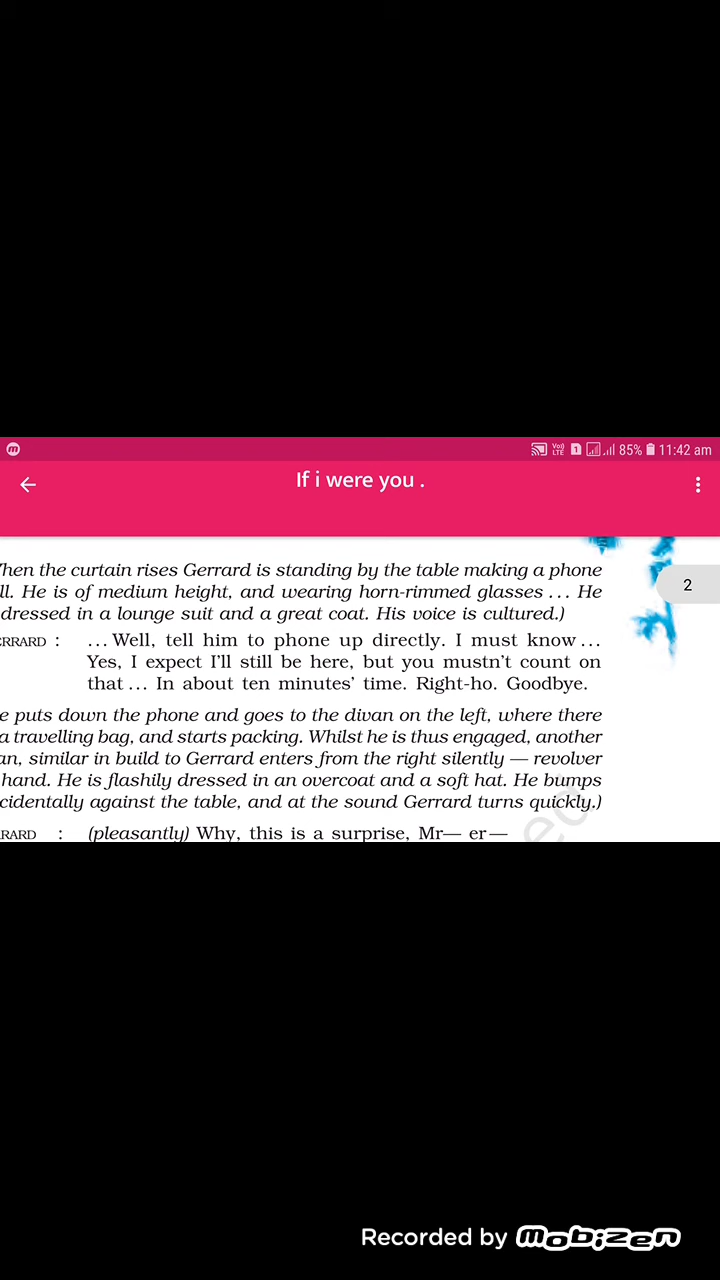 85% 11:42 am
If i were you .
2
hen the curtain rises Gerrard is standing by the table making a phone
ll. He is of medium height, and wearing horn-rimmed glesses ... He
dressed in a lounge suit and a great coat. His voice is cultured.)
ERRARD : ... Well, tell him to phone up directly. I must know ...
Yes, I expect I'll still be here, but you mustn't count on
that ... In about ten minutes' time. Right-ho. Goodbye.
e puts down the phone and goes to the divan on the left, where there
a travelling bag, and starts packing. Whilst he is thus engaged, another
an, similar in build to Gerrard enters from the right silently — revolver
hand. He is flashily dressed in an overcoat and a soft hat. He bumps
cidentally against the table, and at the sound Gerrard turns quickly.)
RARD : (pleasantly) Why, this is a surprise, Mr— er—
Recorded by Mobizen